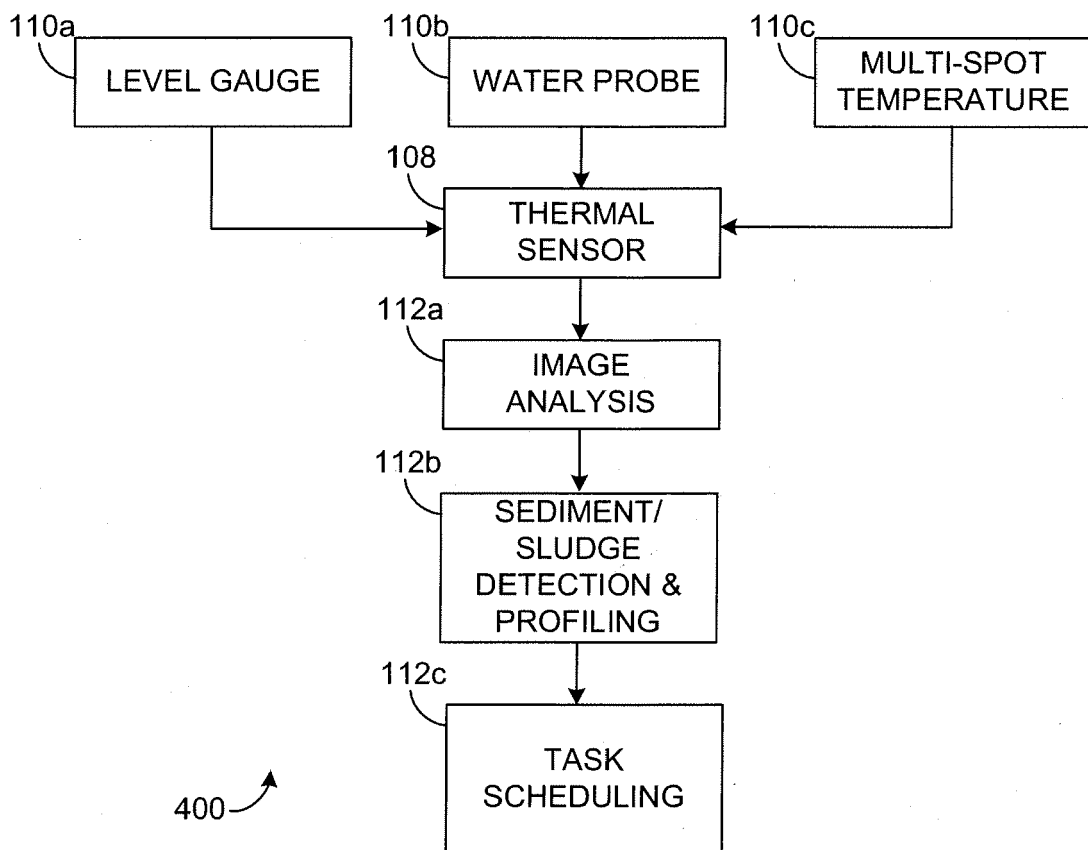 110a
110b
110c
LEVEL GAUGE
WATER PROBE
MULTI-SPOT
TEMPERATURE
108
THERMAL
SENSOR
112a
IMAGE
ANALYSIS
112b
SEDIMENT/
SLUDGE
DETECTION &
PROFILING
112c
TASK
SCHEDULING
400